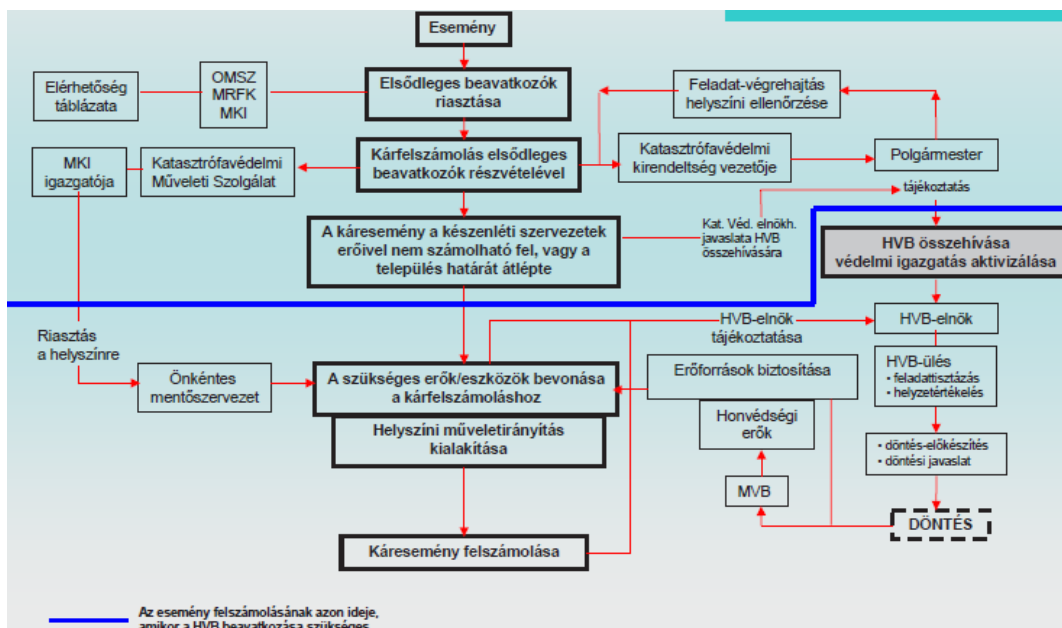 Esemény
Elérhetőség
táblázata
OMSZ
MRFK
MKI
Elsődleges beavatkozók
riasztása
Feladat-végrehajtás
helyszíni ellenőrzése
MKI
igazgatója
Katasztrófavédelmi
Műveleti Szolgálat
Kárfelszámolás elsődleges
beavatkozók részvételével
Katasztrófavédelmi
kirendeltség vezetője
Polgármester
tájékoztatás
A káresemény a készenléti szervezetek
erőivel nem számolható fel, vagy a
település határát átlépte
Kat. Véd. elnökh.
javaslata HVB
összehívására
HVB összehívása
védelmi igazgatás aktivizálása
Riasztás
a helyszínre
HVB-elnök
tájékoztatása
HVB-elnök
Önkéntes
mentőszervezet
A szükséges erők/eszközök bevonása
a kárfelszámoláshoz
Erőforrások biztosítása
HVB-ülés
• feladattisztázás
• helyzetértékelés
Helyszíni műveletirányítás
kialakítása
Honvédségi
erők
• döntés-előkészítés
• döntési javaslat
MVB
DÖNTÉS
Káresemény felszámolása
Az esemény felszámolásának azon ideje,
amikor a HVB beavatkozása szükséges